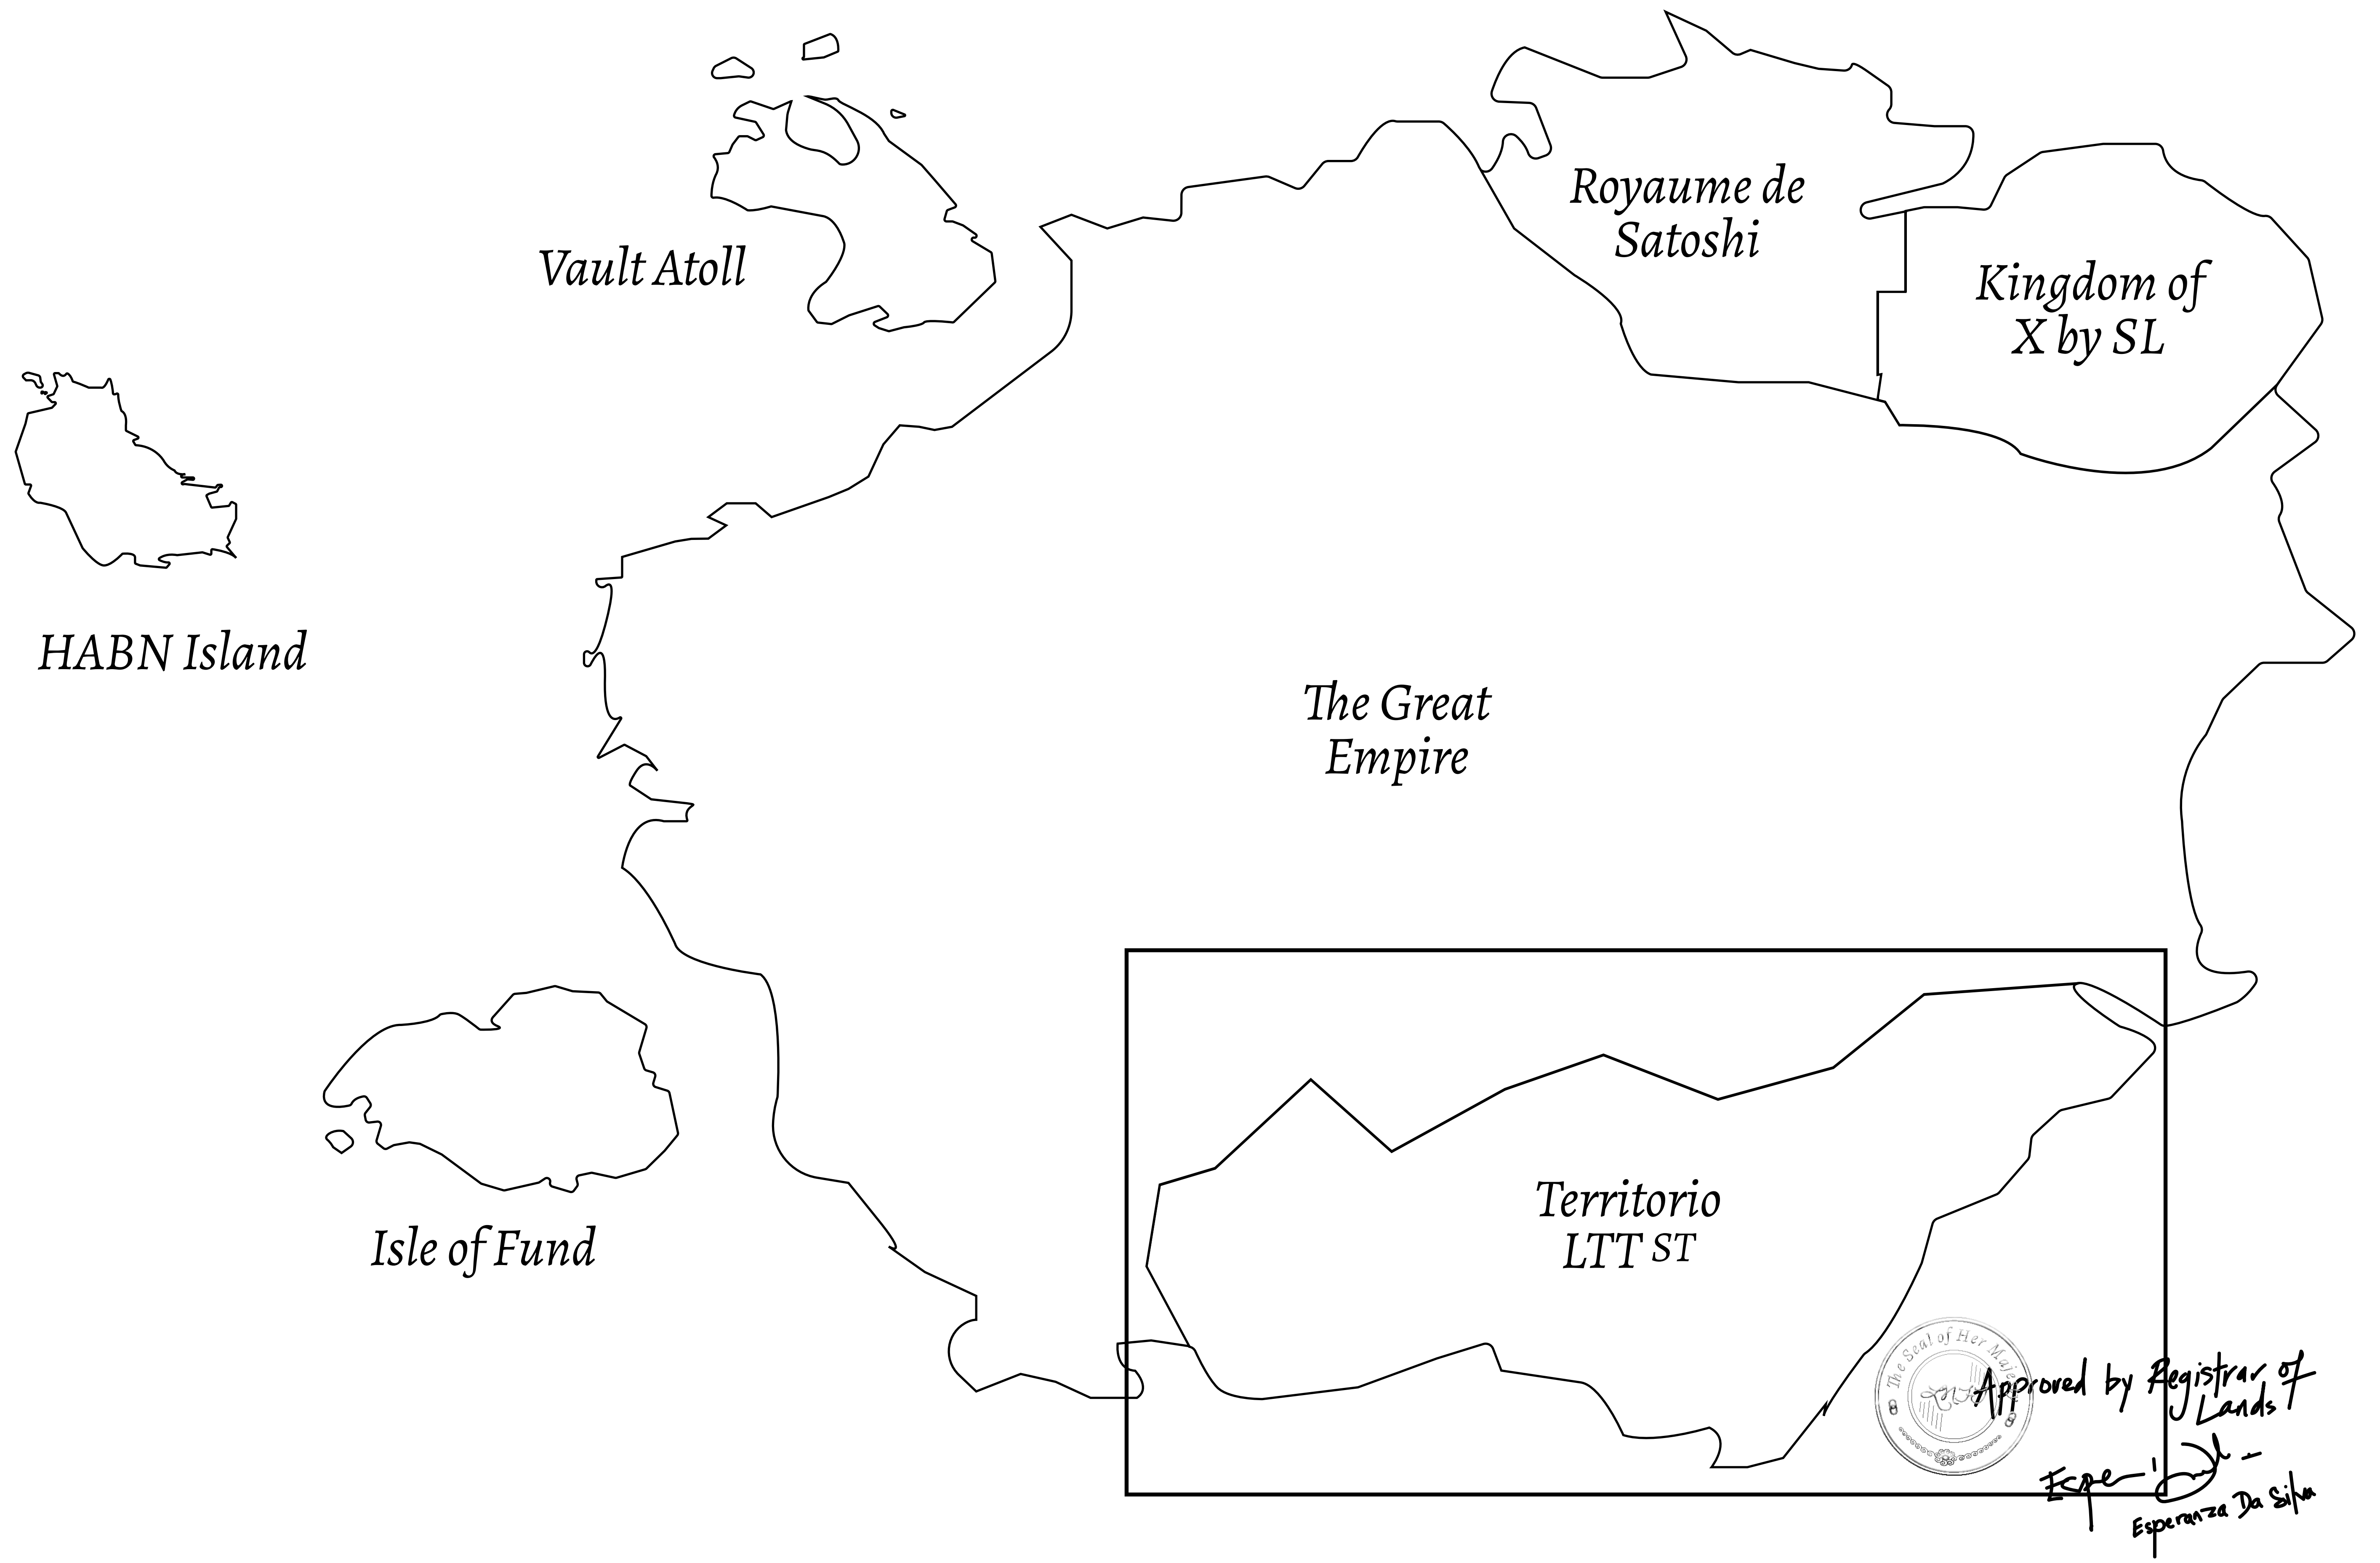 Royaume de
Satoshi
Vault Atoll
Kingdom of
X by SL
HABN Island
The Great
Empire
Territorio
LTT ST
Isle of Fund
The Seal of Her Majes
Approved by Registrar of
Lands
Esperanza Da Silva